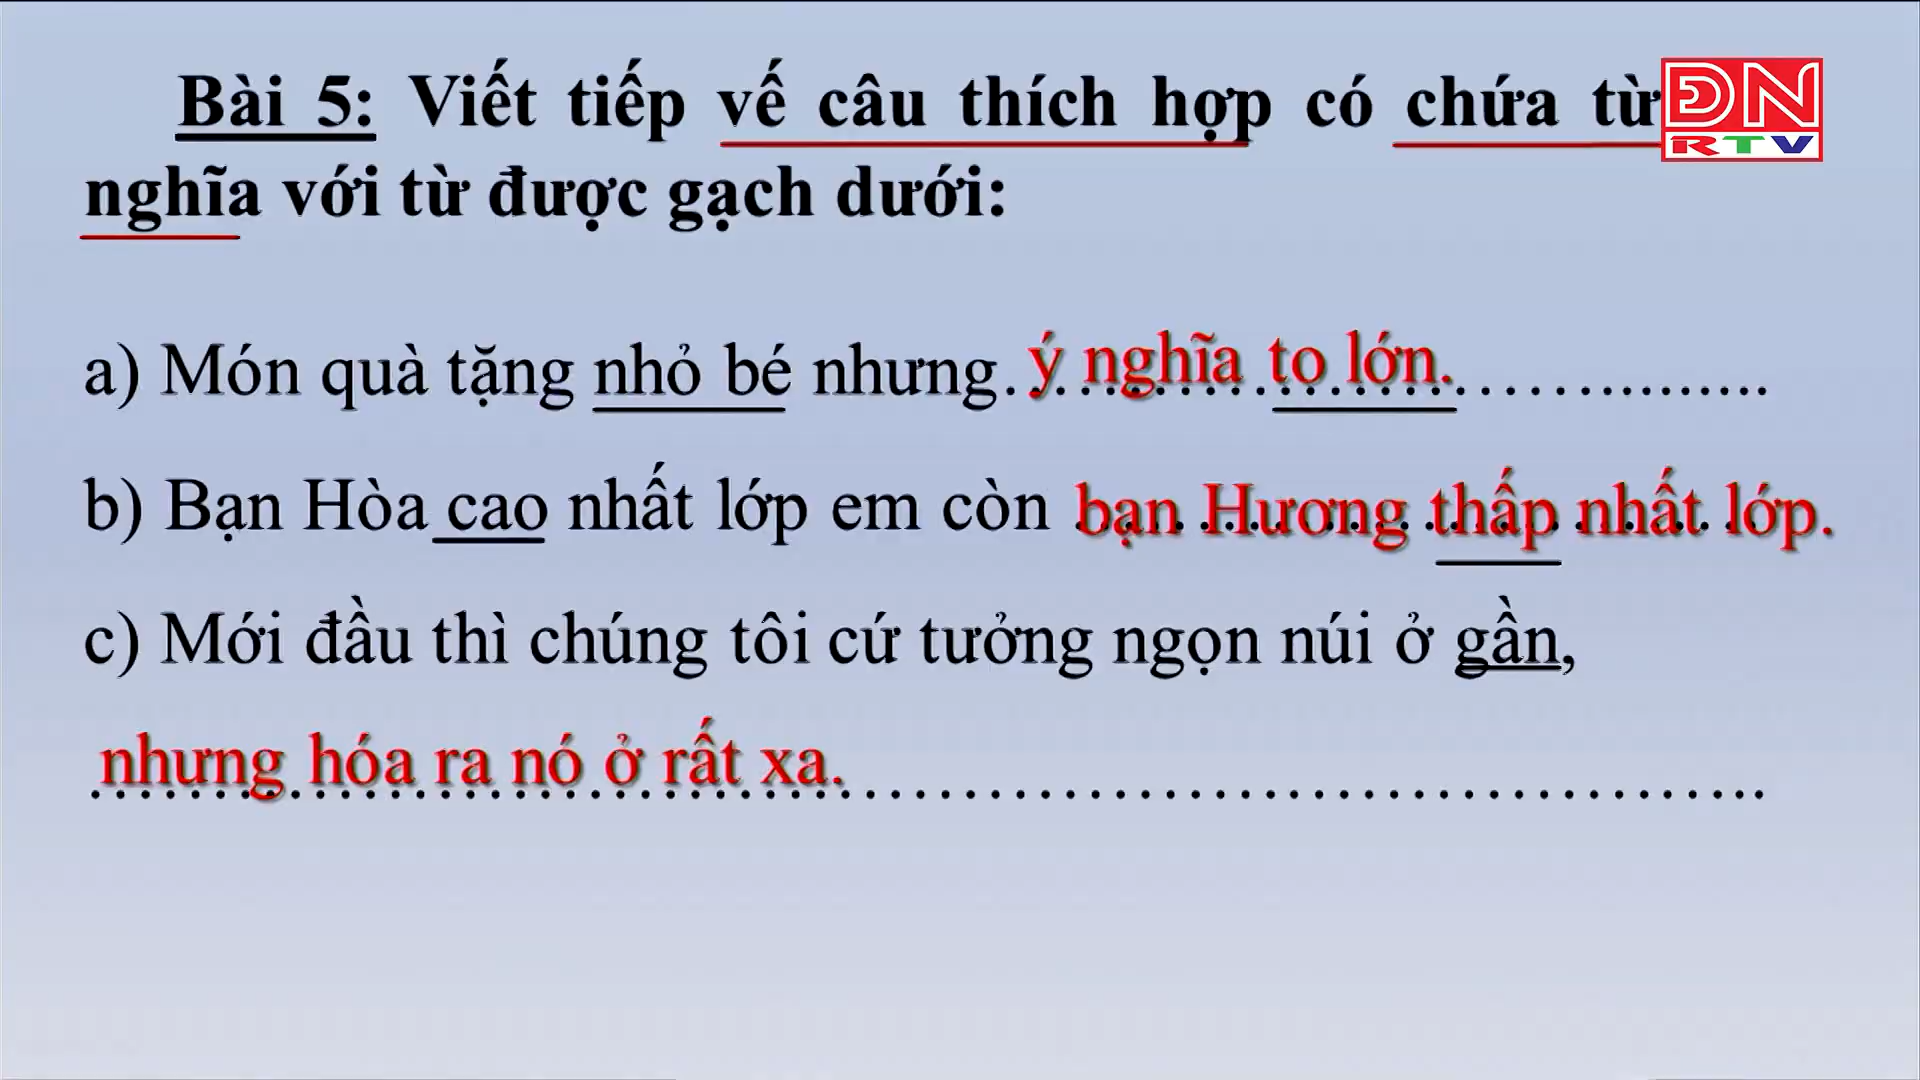 Bài 5: Viết tiếp vế câu thích hợp có chứa từ
ĐN
RTV
nghĩa với từ được gạch dưới:
a) Món quà tặng nhỏ bé nhưng ý nghĩa to lớn.
b) Bạn Hòa cao nhất lớp em còn bạn Hương thấp nhất lớp.
c) Mới đầu thì chúng tôi cứ tưởng ngọn núi ở gần,
nhưng hóa ra nó ở rất xa.